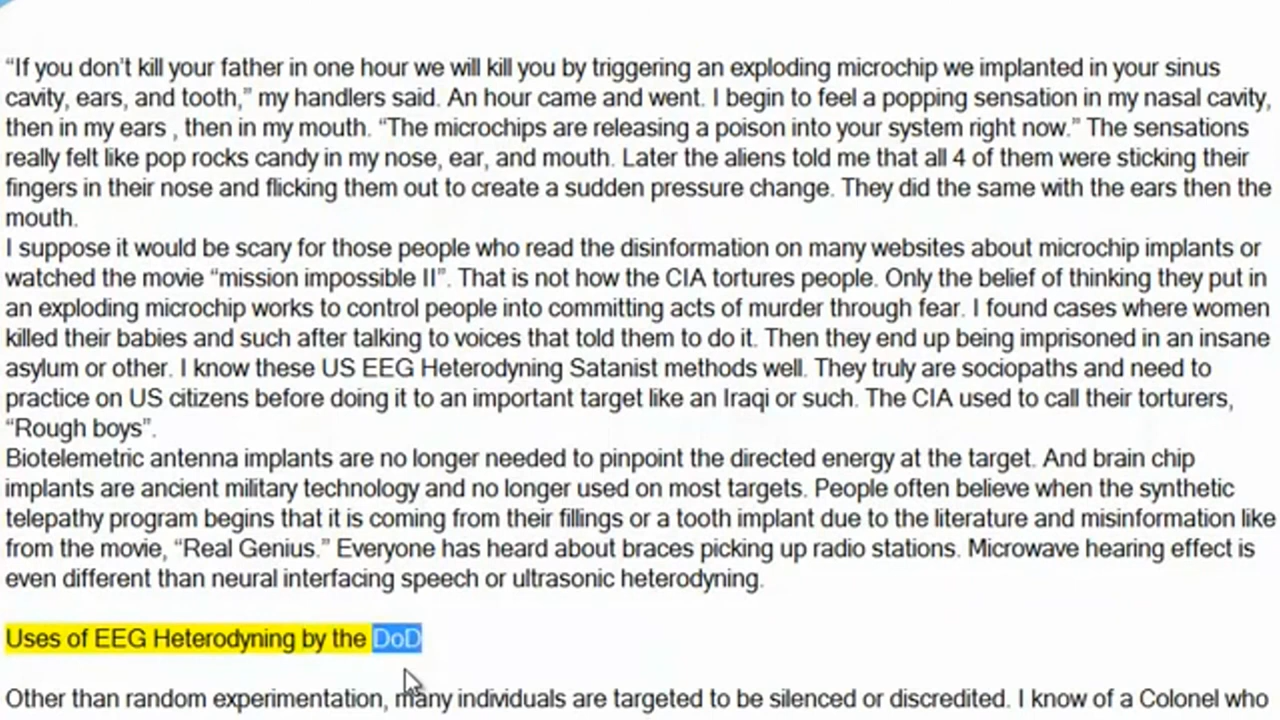 “If you don’t kill your father in one hour we will kill you by triggering an exploding microchip we implanted in your sinus
cavity, ears, and tooth,” my handlers said. An hour came and went. I begin to feel a popping sensation in my nasal cavity,
then in my ears , then in my mouth. “The microchips are releasing a poison into your system right now.” The sensations
really felt like pop rocks candy in my nose, ear, and mouth. Later the aliens told me that all 4 of them were sticking their
fingers in their nose and flicking them out to create a sudden pressure change. They did the same with the ears then the
mouth.
I suppose it would be scary for those people who read the disinformation on many websites about microchip implants or
watched the movie “mission impossible II”. That is not how the CIA tortures people. Only the belief of thinking they put in
an exploding microchip works to control people into committing acts of murder through fear. I found cases where women
killed their babies and such after talking to voices that told them to do it. Then they end up being imprisoned in an insane
asylum or other. I know these US EEG Heterodyning Satanist methods well. They truly are sociopaths and need to
practice on US citizens before doing it to an important target like an Iraqi or such. The CIA used to call their torturers,
“Rough boys”.
Biotelemetric antenna implants are no longer needed to pinpoint the directed energy at the target. And brain chip
implants are ancient military technology and no longer used on most targets. People often believe when the synthetic
telepathy program begins that it is coming from their fillings or a tooth implant due to the literature and misinformation like
from the movie, “Real Genius.” Everyone has heard about braces picking up radio stations. Microwave hearing effect is
even different than neural interfacing speech or ultrasonic heterodyning.
Uses of EEG Heterodyning by the DoD
Other than random experimentation, many individuals are targeted to be silenced or discredited. I know of a Colonel who